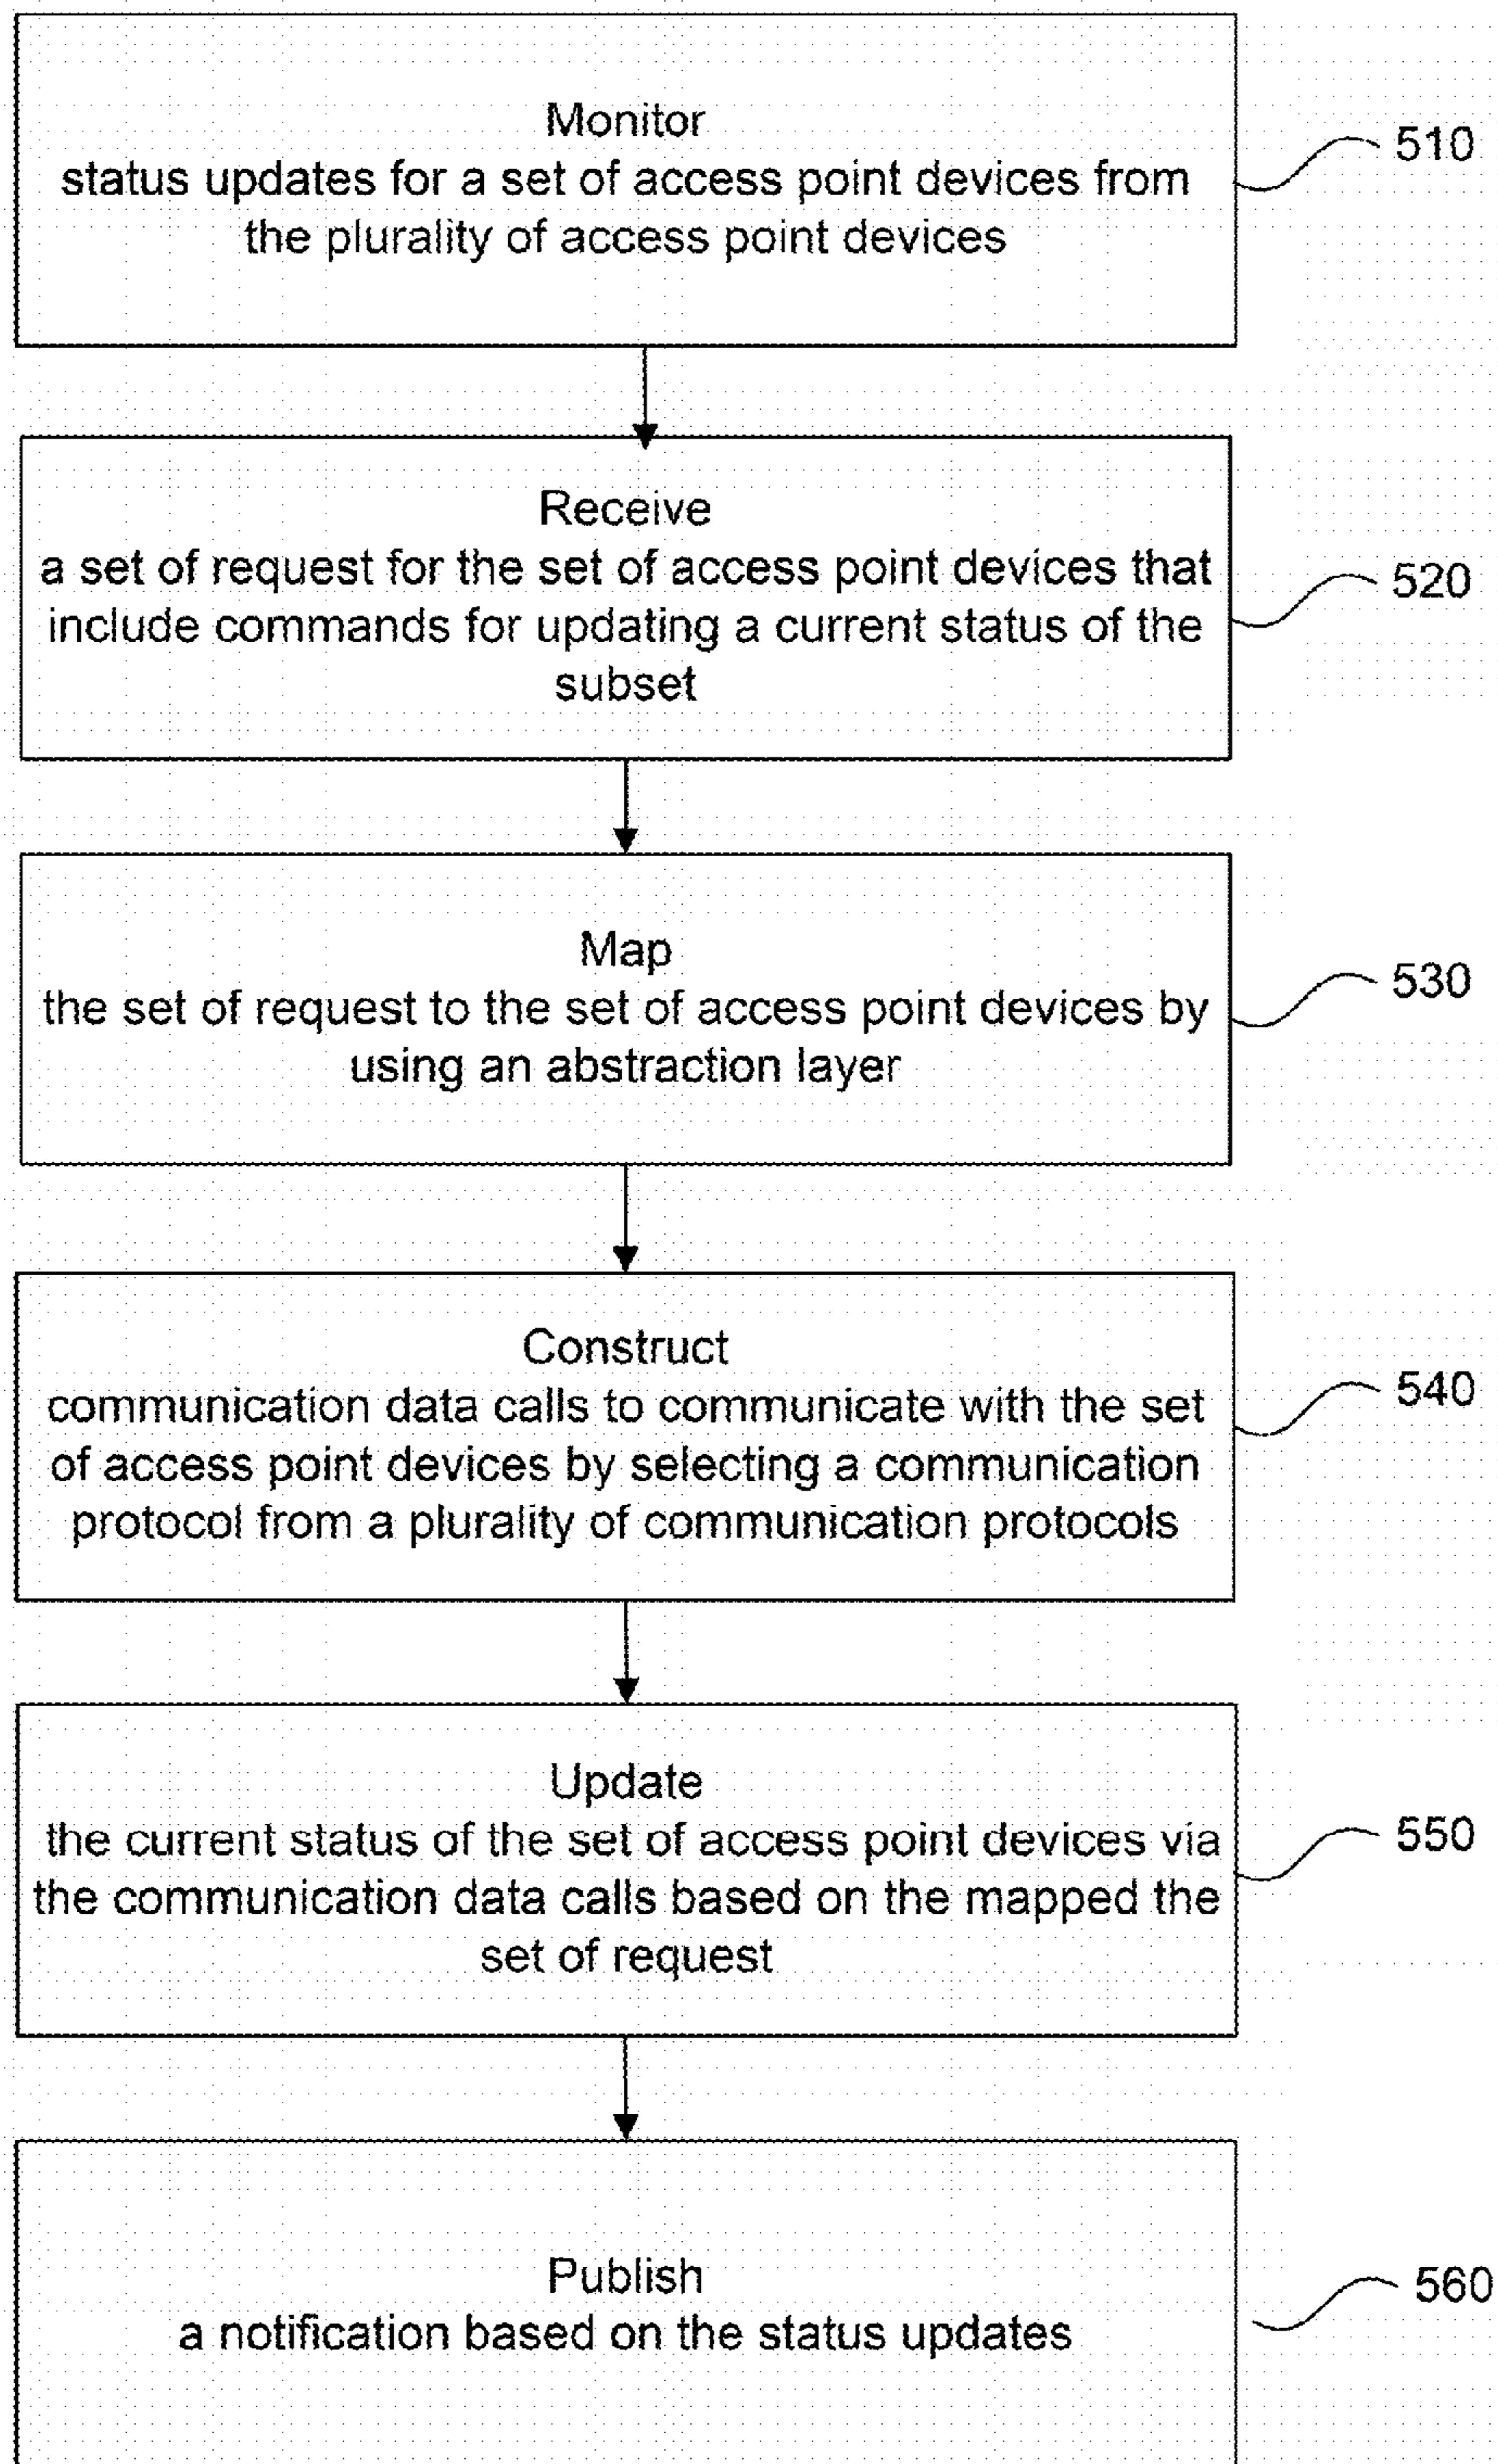 Monitor
status updates for a set of access point devices from
the plurality of access point devices
510
Receive
a set of request for the set of access point devices that
include commands for updating a current status of the
subset
520
Map
the set of request to the set of access point devices by
using an abstraction layer
530
Construct
communication data calls to communicate with the set
of access point devices by selecting a communication
protocol from a plurality of communication protocols
540
Update
the current status of the set of access point devices via
the communication data calls based on the mapped the
set of request
550
Publish
a notification based on the status updates
560